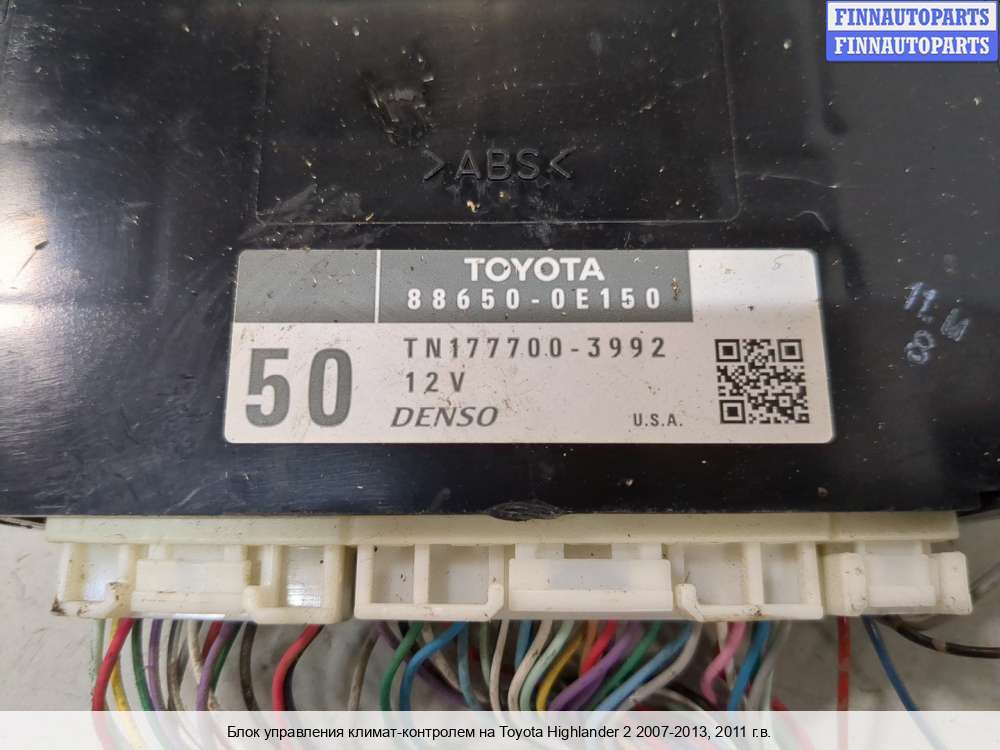 FINNAUTOPARTS
FINNAUTOPARTS
>ABS<
TOYOTA
88650-0E150
50
TN177700-3992
12V
DENSO
U.S.A.
11.
8
Блок управления климат-контролем на Toyota Highlander 2 2007-2013, 2011 г.в.